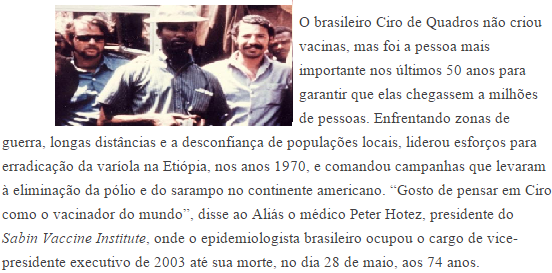 O brasileiro Ciro de Quadros não criou
vacinas, mas foi a pessoa mais
importante nos últimos 50 anos para
garantir que elas chegassem a milhões
de pessoas. Enfrentando zonas de
guerra, longas distâncias e a desconfiança de populações locais, liderou esforços para
erradicação da varíola na Etiópia, nos anos 1970, e comandou campanhas que levaram
à eliminação da pólio e do sarampo no continente americano. “Gosto de pensar em Ciro
como o vacinador do mundo”, disse ao Aliás o médico Peter Hotez, presidente do
Sabin Vaccine Institute, onde o epidemiologista brasileiro ocupou o cargo de vice-
presidente executivo de 2003 até sua morte, no dia 28 de maio, aos 74 anos.